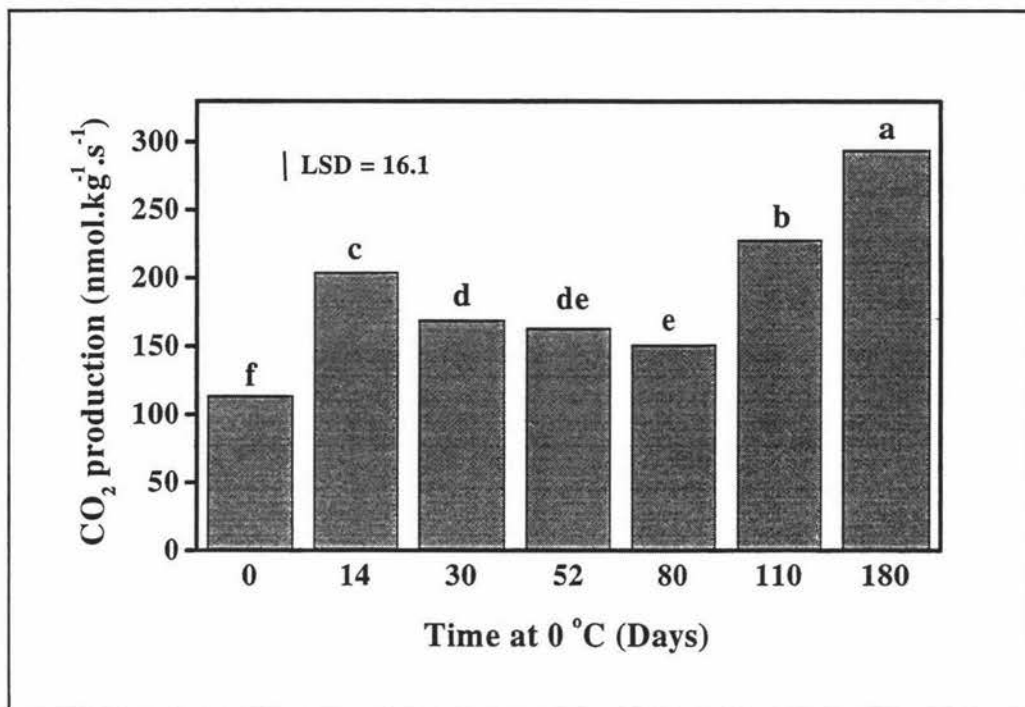 CO₂ production (nmol.kg⁻¹.s⁻¹)
300
250
200
150
100
50
0
LSD = 16.1
f
c
d
de
e
b
a
0 14 30 52 80 110 180
Time at 0 °C (Days)